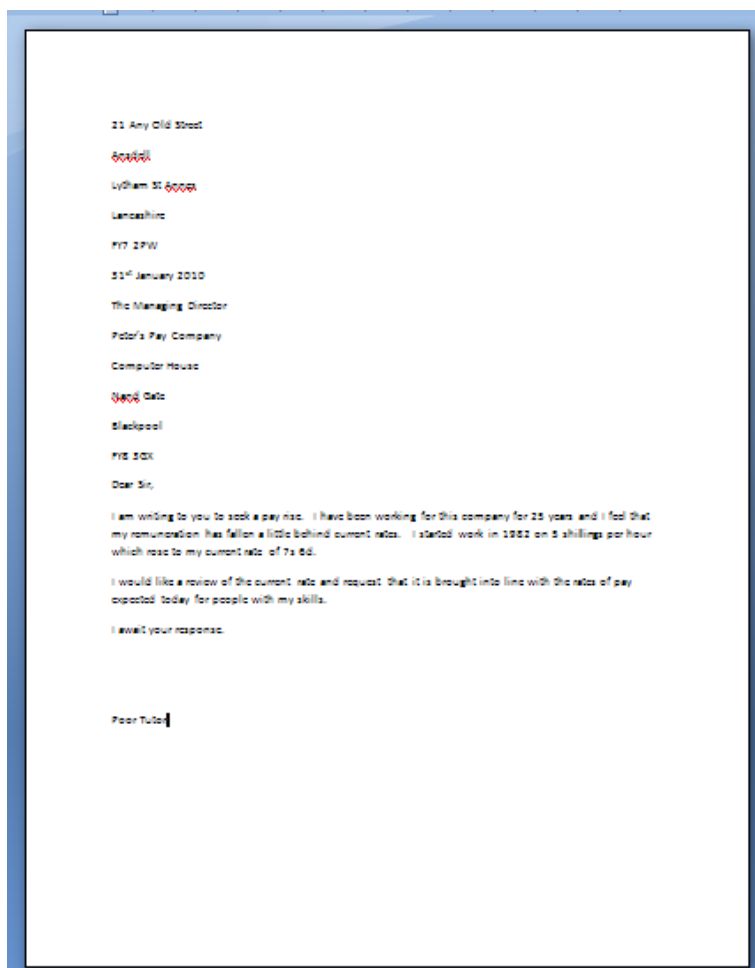 21 Any Old Street
Ansdell
Lytham St Annes
Lancashire
FY7 2PW
31st January 2010
The Managing Director
Peter's Pay Company
Computer House
Nand Gate
Blackpool
FY8 3GX
Dear Sir,
I am writing to you to seek a pay rise. I have been working for this company for 25 years and I feel that
my remuneration has fallen a little behind current rates. I started work in 1982 on 5 shillings per hour
which rose to my current rate of 7s 6d.
I would like a review of the current rate and request that it is brought into line with the rates of pay
expected today for people with my skills.
I await your response.
Poor Tutor